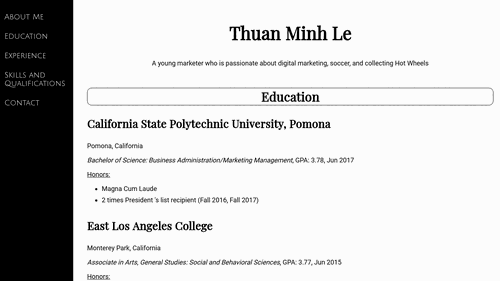 About Me
Education
Experience
Skills and
Qualifications
Contact
Thuan Minh Le
A young marketer who is passionate about digital marketing, soccer, and collecting Hot Wheels
Education
California State Polytechnic University, Pomona
Pomona, California
Bachelor of Science: Business Administration/Marketing Management, GPA: 3.78, Jun 2017
Honors:
• Magna Cum Laude
• 2 times President 's list recipient (Fall 2016, Fall 2017)
East Los Angeles College
Monterey Park, California
Associate in Arts, General Studies: Social and Behavioral Sciences, GPA: 3.77, Jun 2015
Honors: